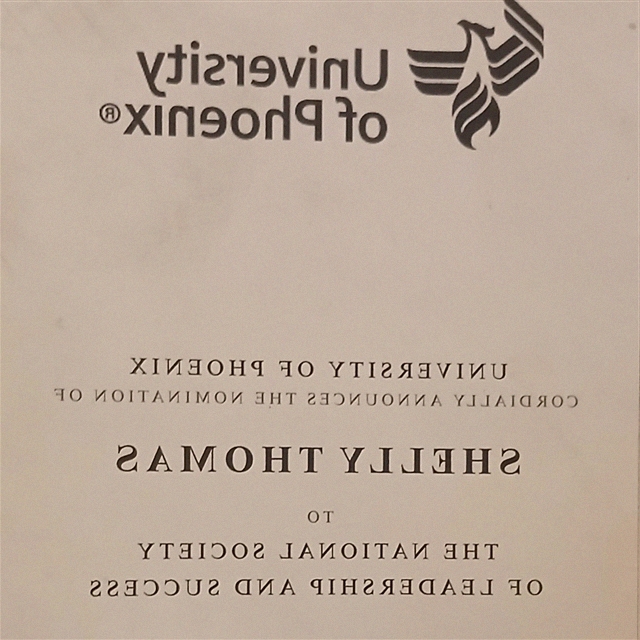 University
of Phoenix®
UNIVERSITY OF PHOENIX
CORDIALLY ANNOUNCES THE NOMINATION OF
SHELLY THOMAS
TO
THE NATIONAL SOCIETY
OF LEADERSHIP AND SUCCESS